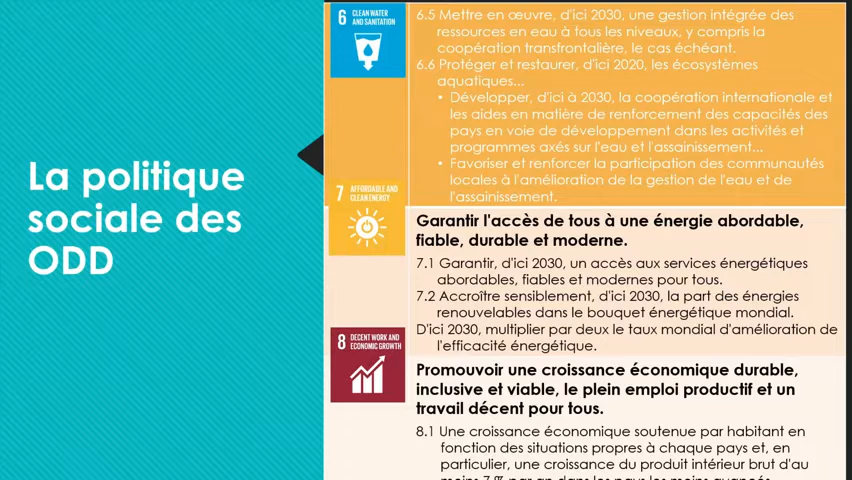 La politique
sociale des
ODD
6 CLEAN WATER
AND SANITATION
6.5 Mettre en œuvre, d'ici 2030, une gestion intégrée des
ressources en eau à tous les niveaux, y compris la
coopération transfrontalière, le cas échéant.
6.6 Protéger et restaurer, d'ici 2020, les écosystèmes
aquatiques...
• Développer, d'ici à 2030, la coopération internationale et
les aides en matière de renforcement des capacités des
pays en voie de développement dans les activités et
programmes axés sur l'eau et l'assainissement...
• Favoriser et renforcer la participation des communautés
locales à l'amélioration de la gestion de l'eau et de
l'assainissement.
7 AFFORDABLE AND
CLEAN ENERGY
Garantir l'accès de tous à une énergie abordable,
fiable, durable et moderne.
7.1 Garantir, d'ici 2030, un accès aux services énergétiques
abordables, fiables et modernes pour tous.
7.2 Accroître sensiblement, d'ici 2030, la part des énergies
renouvelables dans le bouquet énergétique mondial.
D'ici 2030, multiplier par deux le taux mondial d'amélioration de
l'efficacité énergétique.
8 DECENT WORK AND
ECONOMIC GROWTH
Promouvoir une croissance économique durable,
inclusive et viable, le plein emploi productif et un
travail décent pour tous.
8.1 Une croissance économique soutenue par habitant en
fonction des situations propres à chaque pays et, en
particulier, une croissance du produit intérieur brut d'au
moins 7 % par an dans les pays les moins avancés